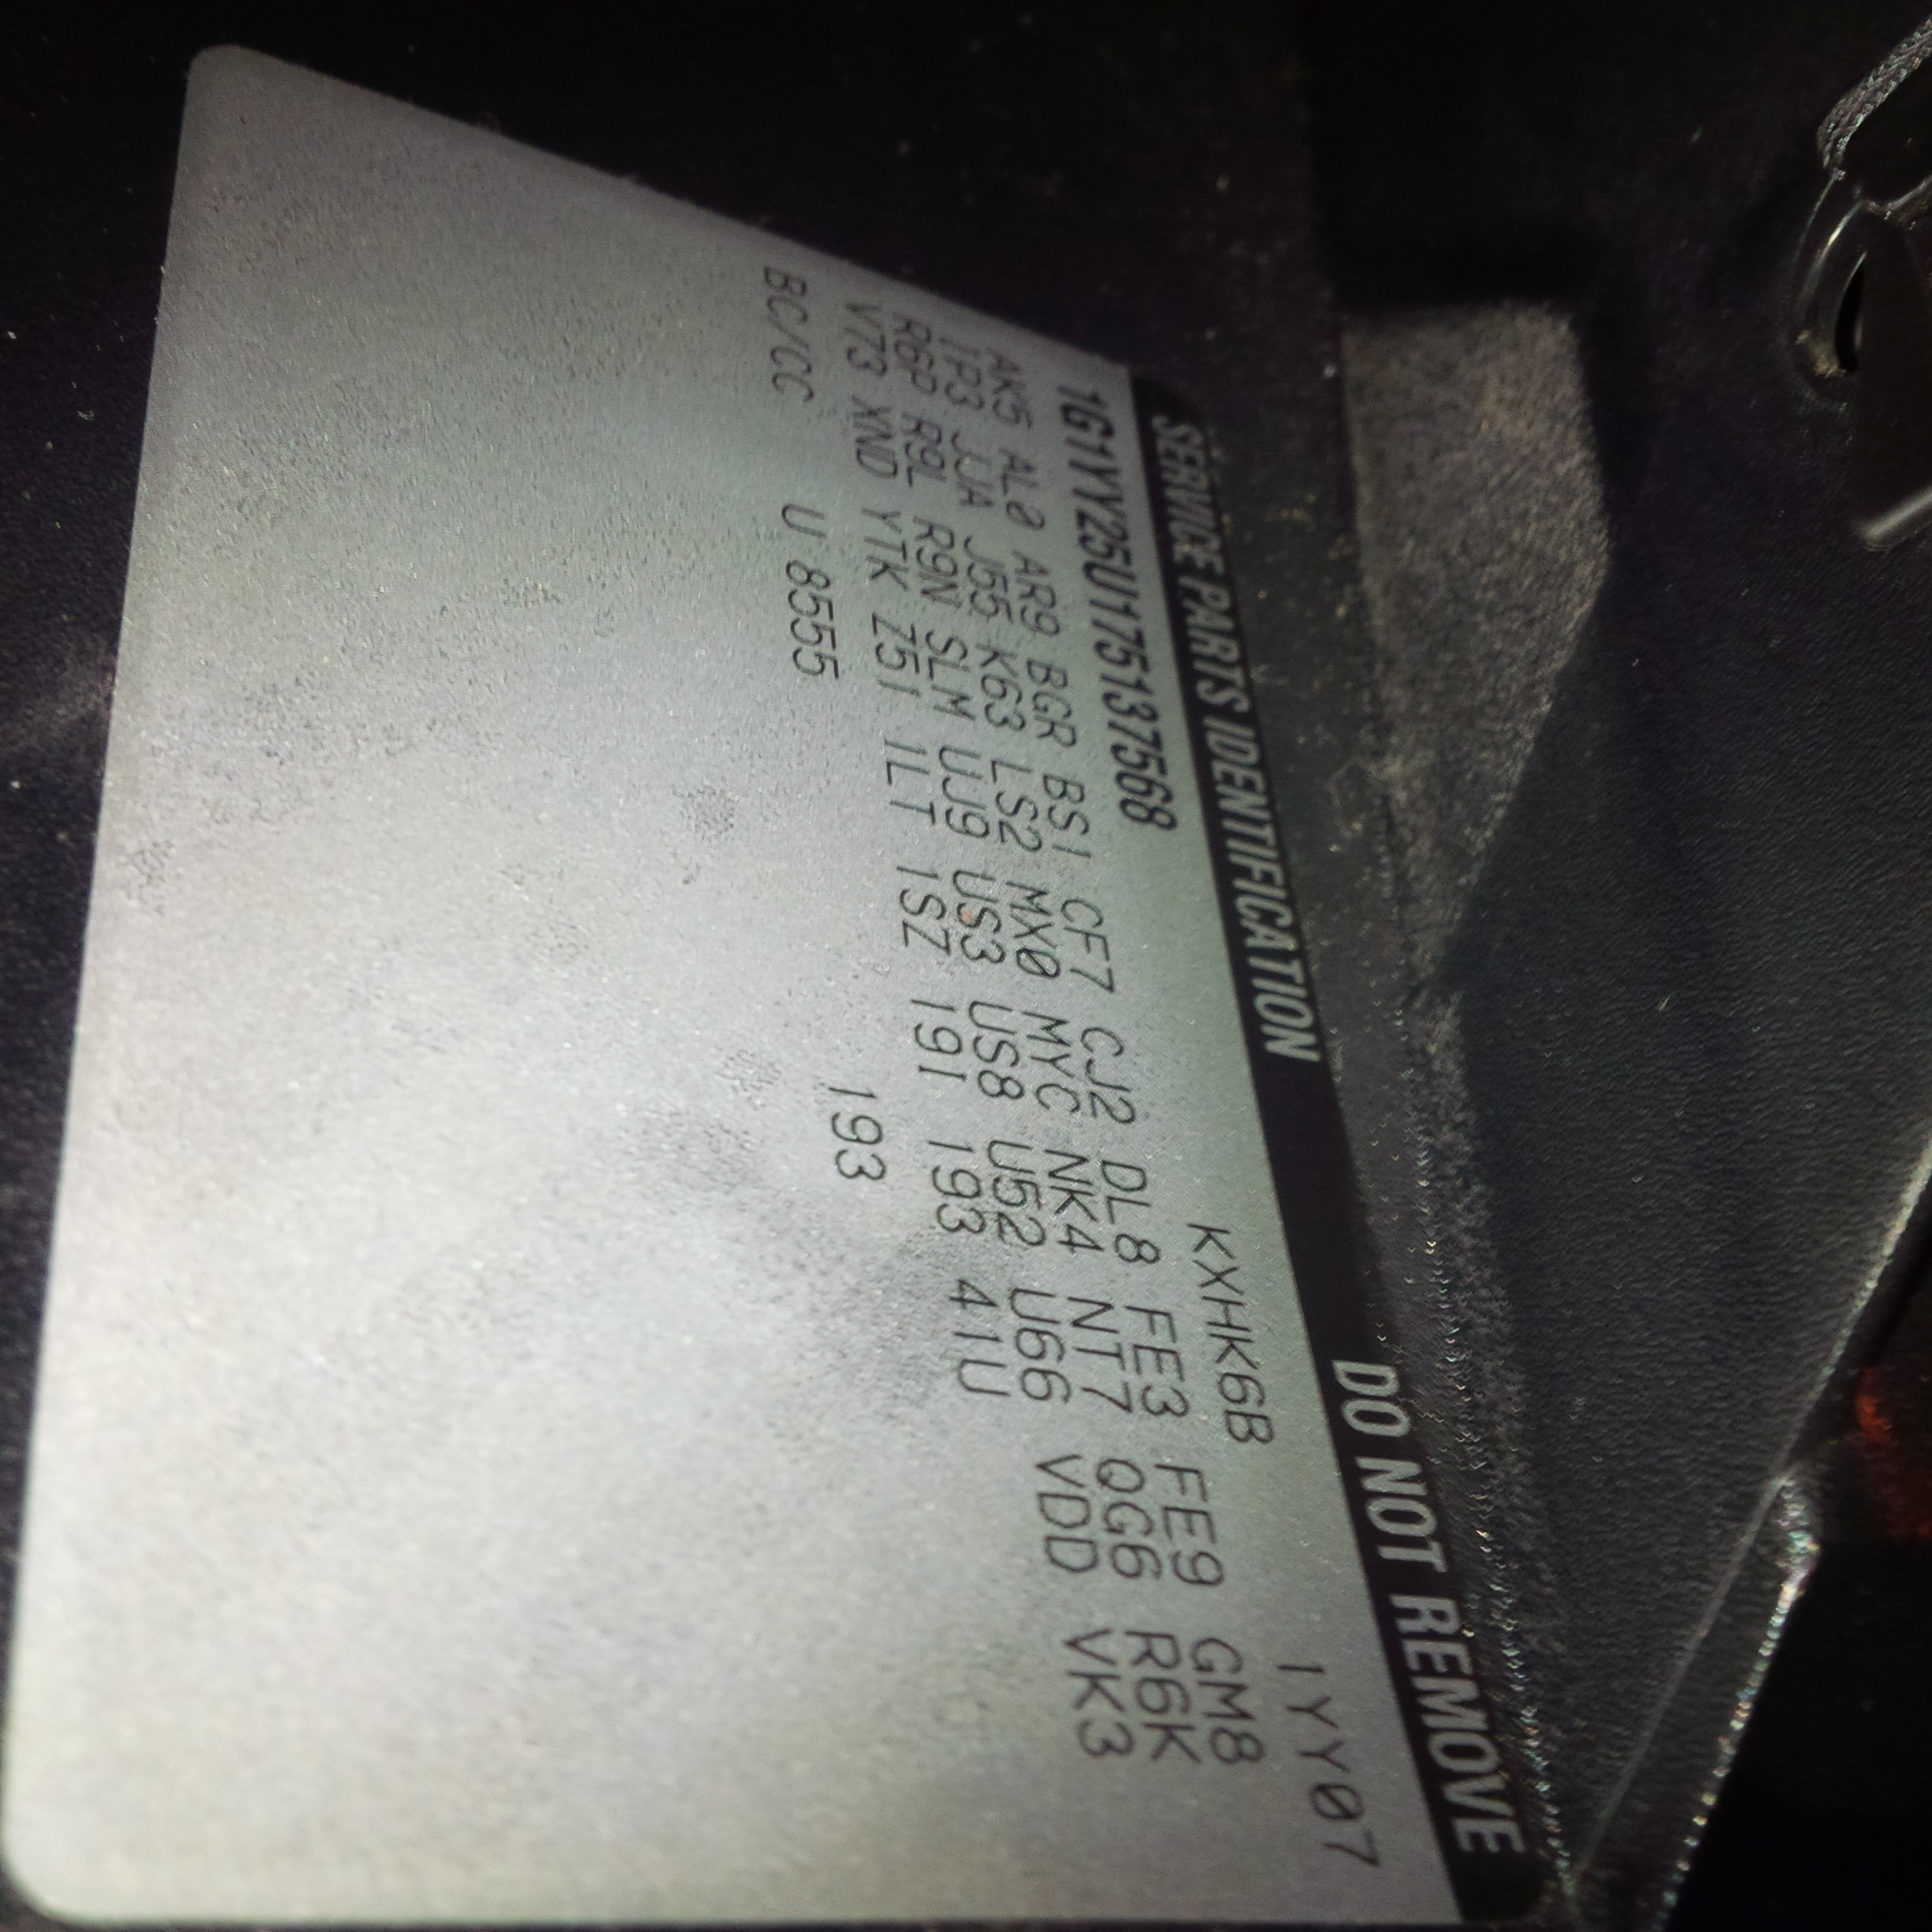 SERVICE PARTS IDENTIFICATION DO NOT REMOVE
1G1YY25U175137568 KXHK6B 1YY07
AK5 AL0 AR9 BGR BS1 CF7 CJ2 DL8 FE3 FE9 GM8
IP3 JJA J55 K63 LS2 MX0 MYC NK4 NT7 QG6 R6K
R6P R9L R9N SLM UJ9 US3 US8 U52 U66 VDD VK3
V73 XND YTK Z51 1LT 1SZ 19I 193 41U
BC/CC U 8555 193